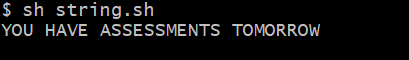 $ sh string.sh
YOU HAVE ASSESSMENTS TOMORROW